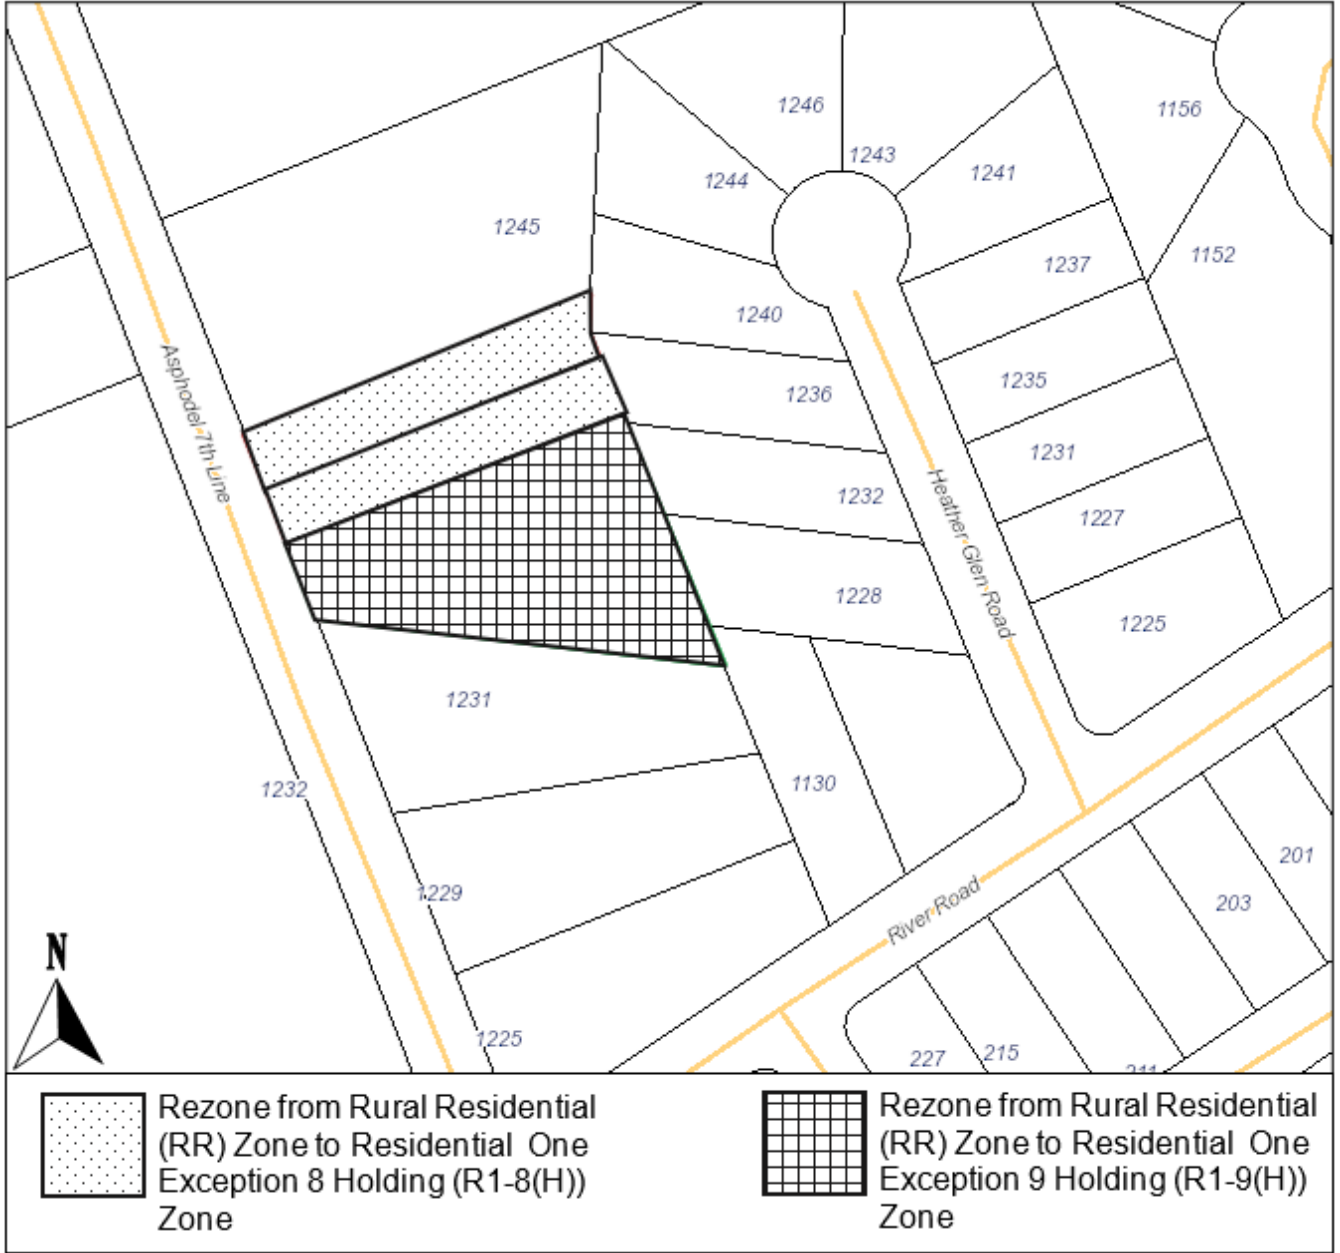 1246
1243
1156
1244
1241
1245
1237
1152
1240
1235
1236
Asphodel 7th Line
1231
1232
1227
Heather Glen Road
1228
1225
1231
1232
1130
201
1229
203
River Road
1225
227
215
211
N
Rezone from Rural Residential
(RR) Zone to Residential One
Exception 8 Holding (R1-8(H))
Zone
Rezone from Rural Residential
(RR) Zone to Residential One
Exception 9 Holding (R1-9(H))
Zone